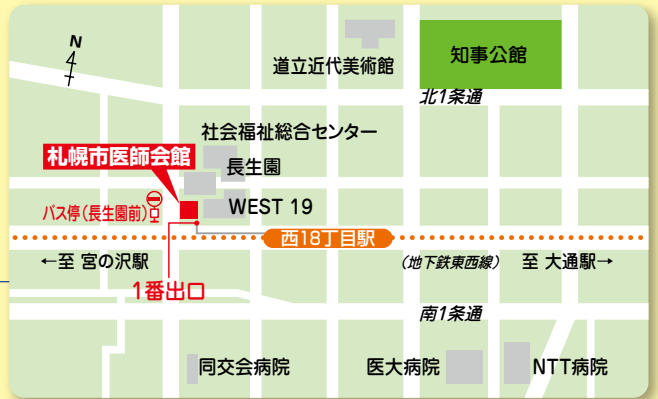 N
道立近代美術館
知事公館
北1条通
社会福祉総合センター
札幌市医師会館
長生園
バス停(長生園前)
WEST 19
西18丁目駅
←至 宮の沢駅
(地下鉄東西線)
至 大通駅→
1番出口
南1条通
同交会病院
医大病院
NTT病院